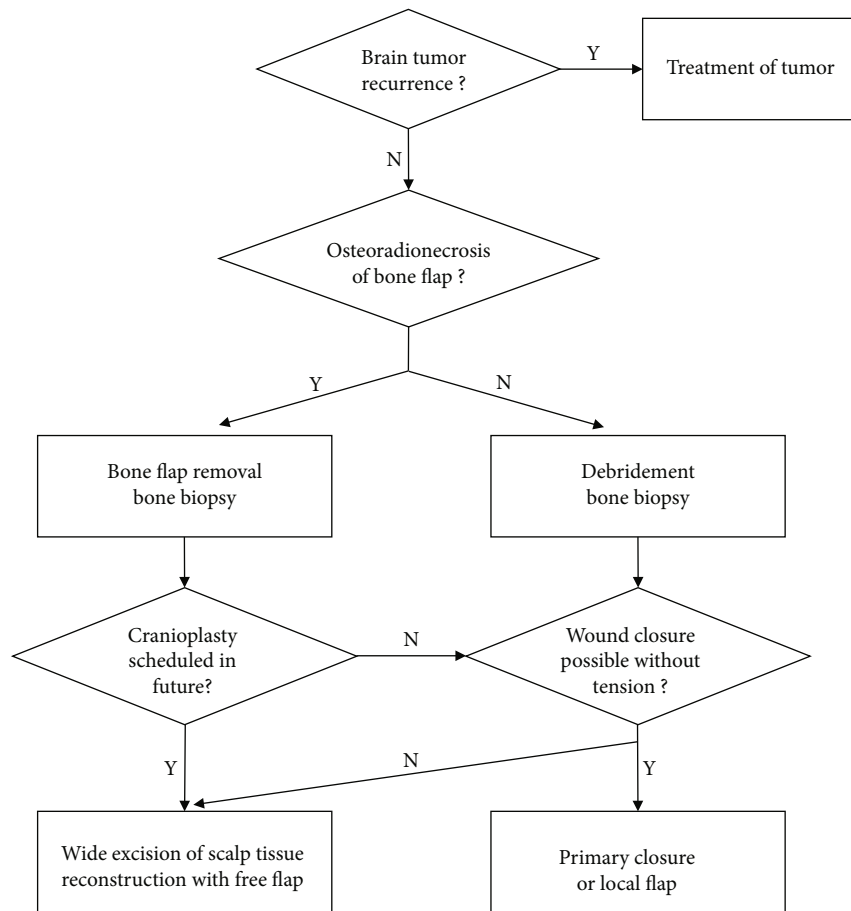 Brain tumor
recurrence ?
Y
Treatment of tumor
N
Osteoradionecrosis
of bone flap ?
Y
N
Bone flap removal
bone biopsy
Debridement
bone biopsy
Cranioplasty
scheduled in
future?
N
Wound closure
possible without
tension ?
Y
N
Y
Wide excision of scalp tissue
reconstruction with free flap
Primary closure
or local flap